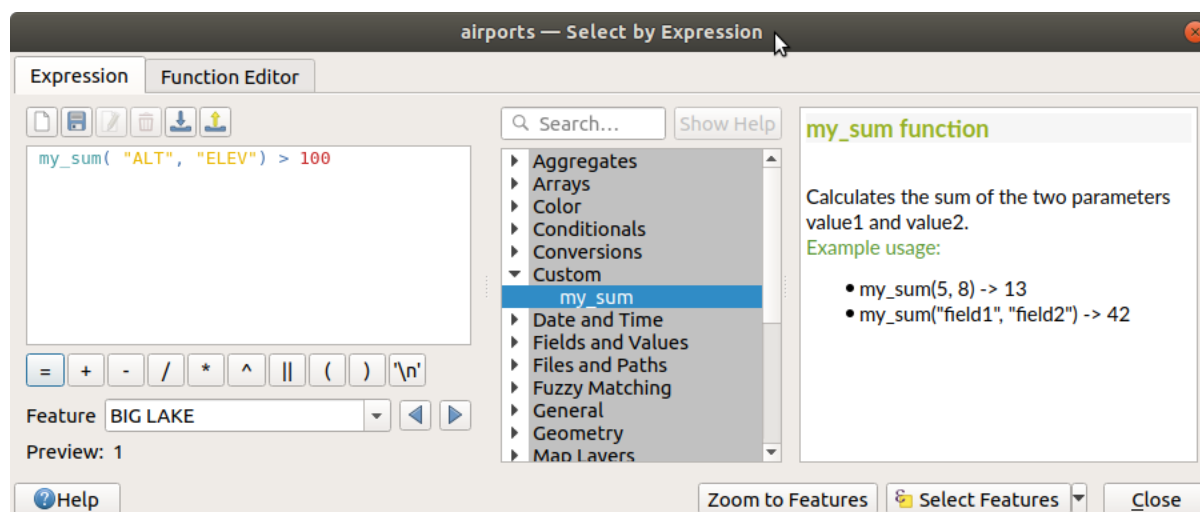 airports — Select by Expression
Expression
Function Editor
Search...
Show Help
my_sum( "ALT", "ELEV") > 100
= + - / * ^ || ( ) '\n'
Feature BIG LAKE
Preview: 1
Aggregates
Arrays
Color
Conditionals
Conversions
Custom
my_sum
Date and Time
Fields and Values
Files and Paths
Fuzzy Matching
General
Geometry
Map Layers
my_sum function
Calculates the sum of the two parameters
value1 and value2.
Example usage:
• my_sum(5, 8) -> 13
• my_sum("field1", "field2") -> 42
Help
Zoom to Features
Select Features
Close